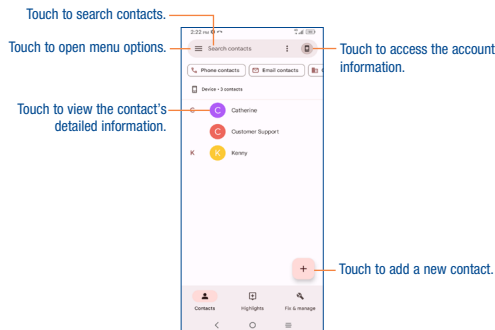 Touch to search contacts.
2:22 PM
Touch to open menu options.
Search contacts
Touch to access the account
information.
Phone contacts
Email contacts
Device • 3 contacts
Touch to view the contact's
detailed information.
C
C
Catherine
C
Customer Support
K
K
Kenny
+
Touch to add a new contact.
Contacts
Highlights
Fix & manage